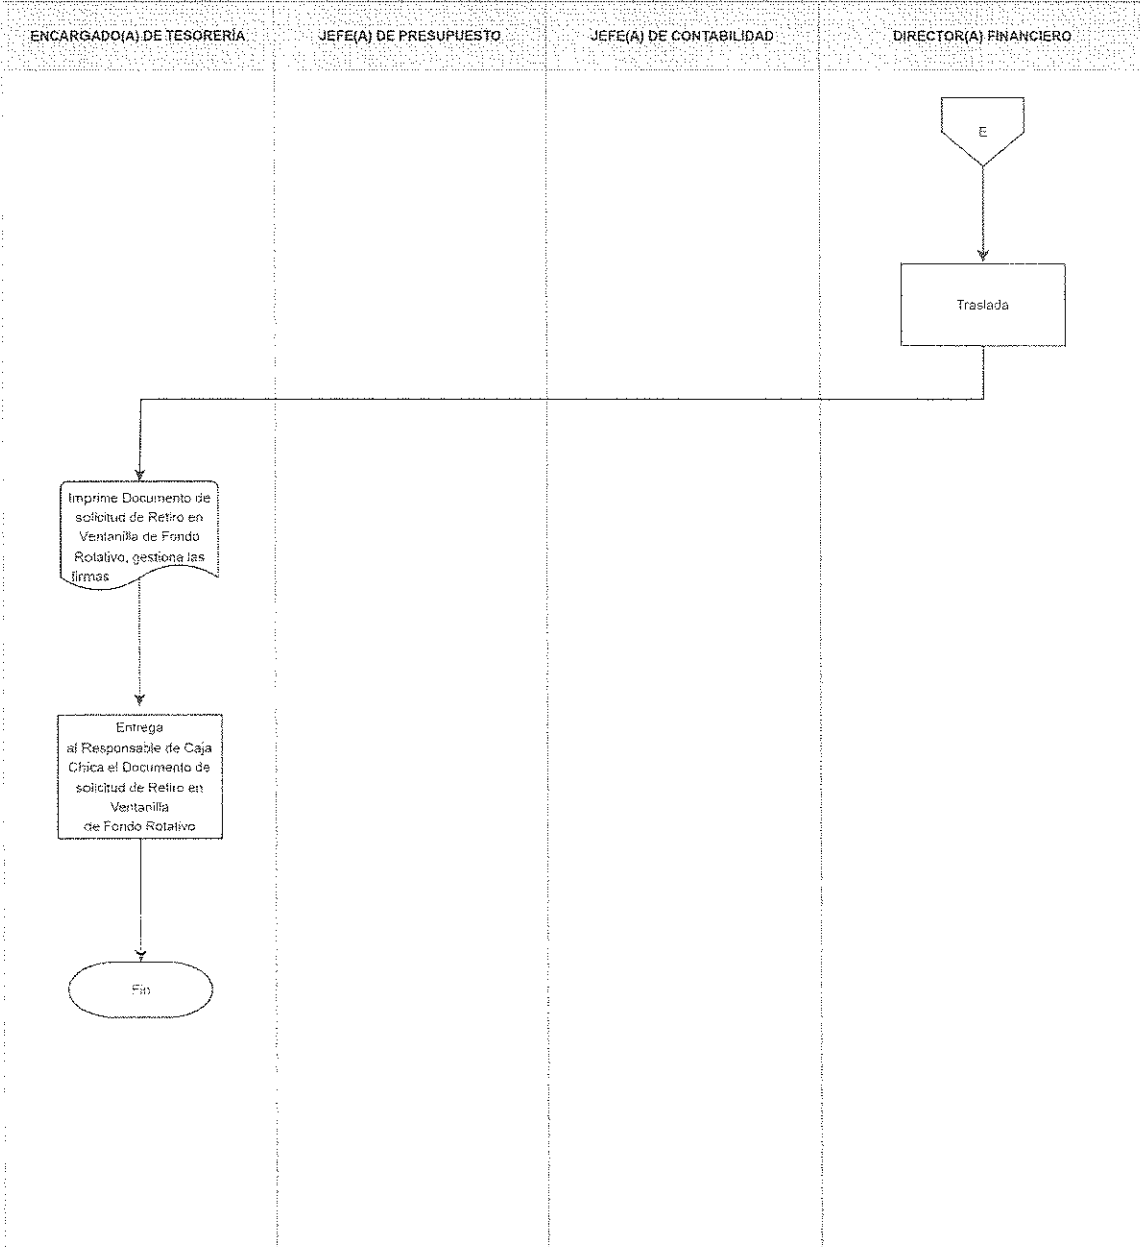 ENCARGADO(A) DE TESORERÍA
JEFE(A) DE PRESUPUESTO
JEFE(A) DE CONTABILIDAD
DIRECTOR(A) FINANCIERO
E
Traslada
Imprime Documento de
solicitud de Retiro en
Ventanilla de Fondo
Rotativo, gestiona las
firmas
Entrega
al Responsable de Caja
Chica el Documento de
solicitud de Retiro en
Ventanilla
de Fondo Rotativo
Fin